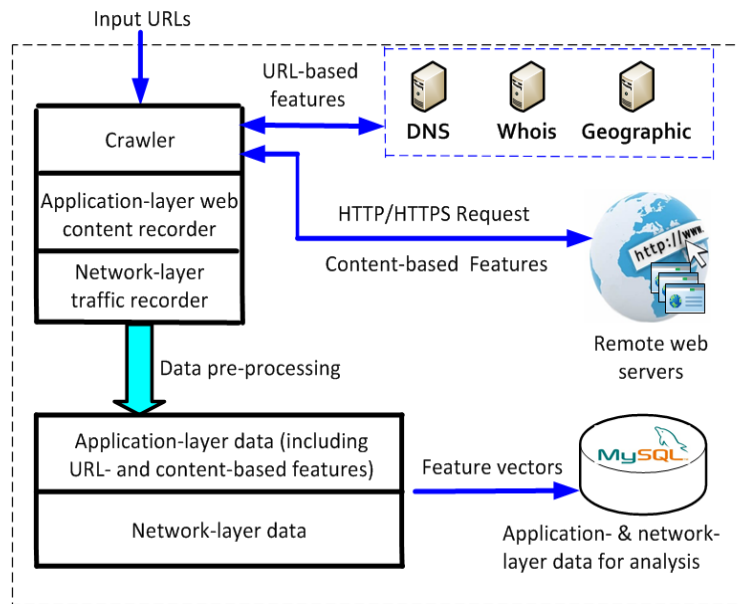 Input URLs
URL-based
features
DNS
Whois
Geographic
Crawler
Application-layer web
content recorder
Network-layer
traffic recorder
HTTP/HTTPS Request
Content-based Features
http://www.
Remote web
servers
Data pre-processing
Application-layer data (including
URL- and content-based features)
Network-layer data
Feature vectors
MySQL
Application- & network-
layer data for analysis